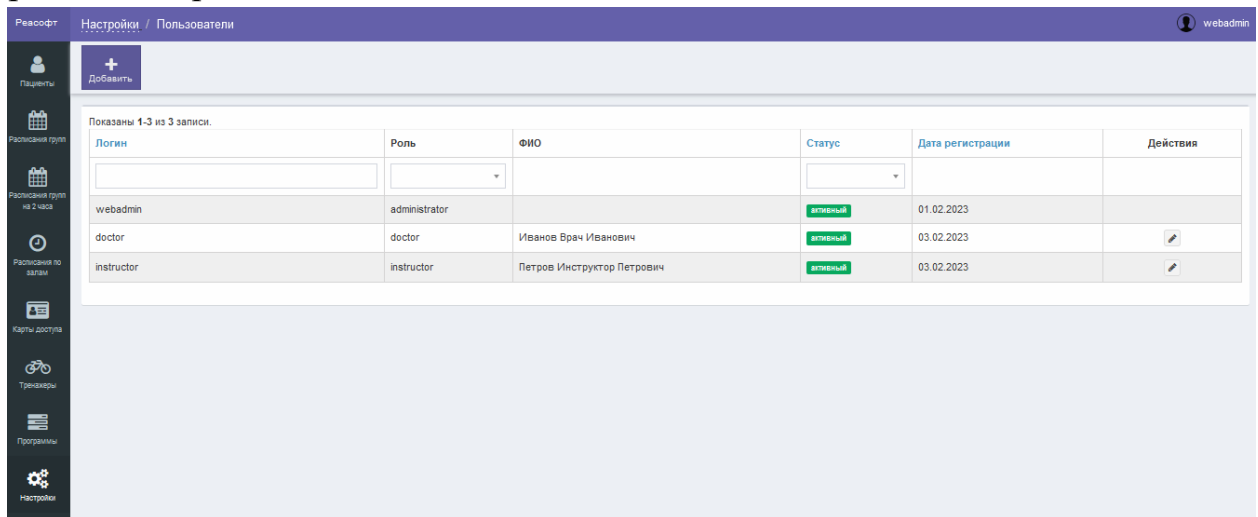 Реасофт
Настройки / Пользователи
webadmin
Пациенты
Добавить
Расписания групп
Расписания групп
на 2 часа
Расписания по
залам
Карты доступа
Тренажеры
Программы
Настройки
Показаны 1-3 из 3 записи.
Логин Роль ФИО Статус Дата регистрации Действия
webadmin administrator активный 01.02.2023
doctor doctor Иванов Врач Иванович активный 03.02.2023
instructor instructor Петров Инструктор Петрович активный 03.02.2023